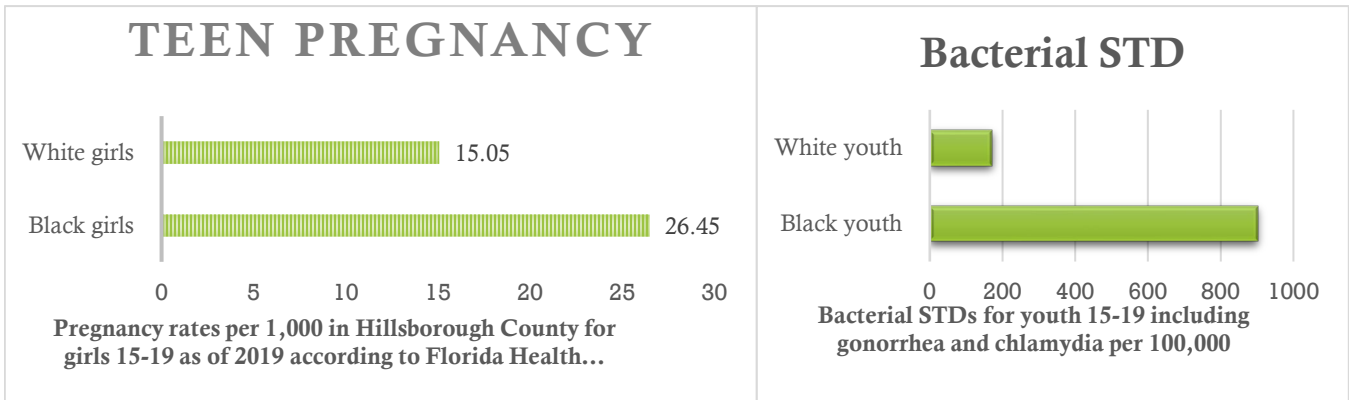 TEEN PREGNANCY
White girls
15.05
Black girls
26.45
0 5 10 15 20 25 30
Pregnancy rates per 1,000 in Hillsborough County for
girls 15-19 as of 2019 according to Florida Health...
Bacterial STD
White youth
Black youth
0 200 400 600 800 1000
Bacterial STDs for youth 15-19 including
gonorrhea and chlamydia per 100,000